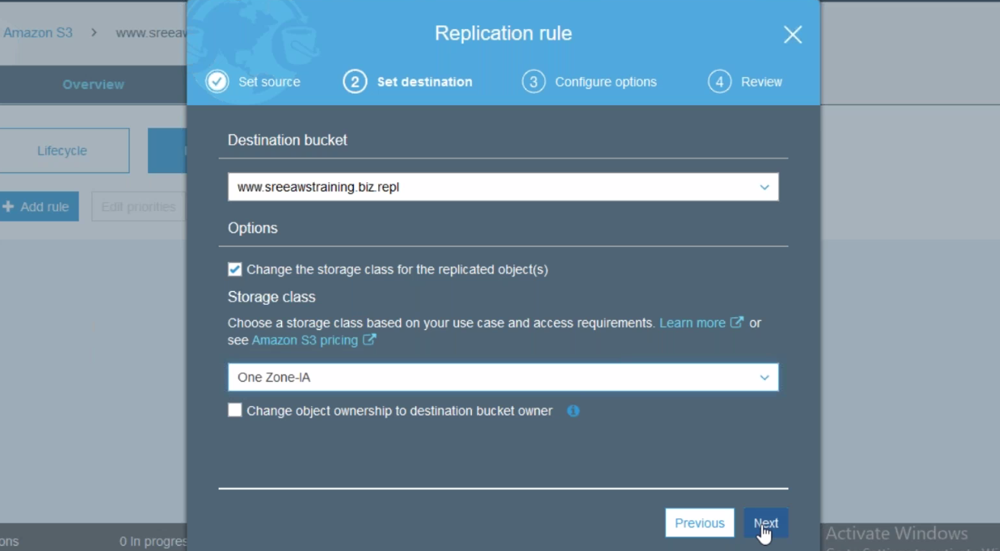 Replication rule
Amazon S3 > www.sreeaw
Set source
2 Set destination
3 Configure options
4 Review
Overview
Destination bucket
Lifecycle
www.sreeawstraining.biz.repl
+ Add rule
Edit priorities
Options
Change the storage class for the replicated object(s)
Storage class
Choose a storage class based on your use case and access requirements. Learn more or
see Amazon S3 pricing
One Zone-IA
Change object ownership to destination bucket owner
Previous
Next
ons
0 In progres
Activate Windows